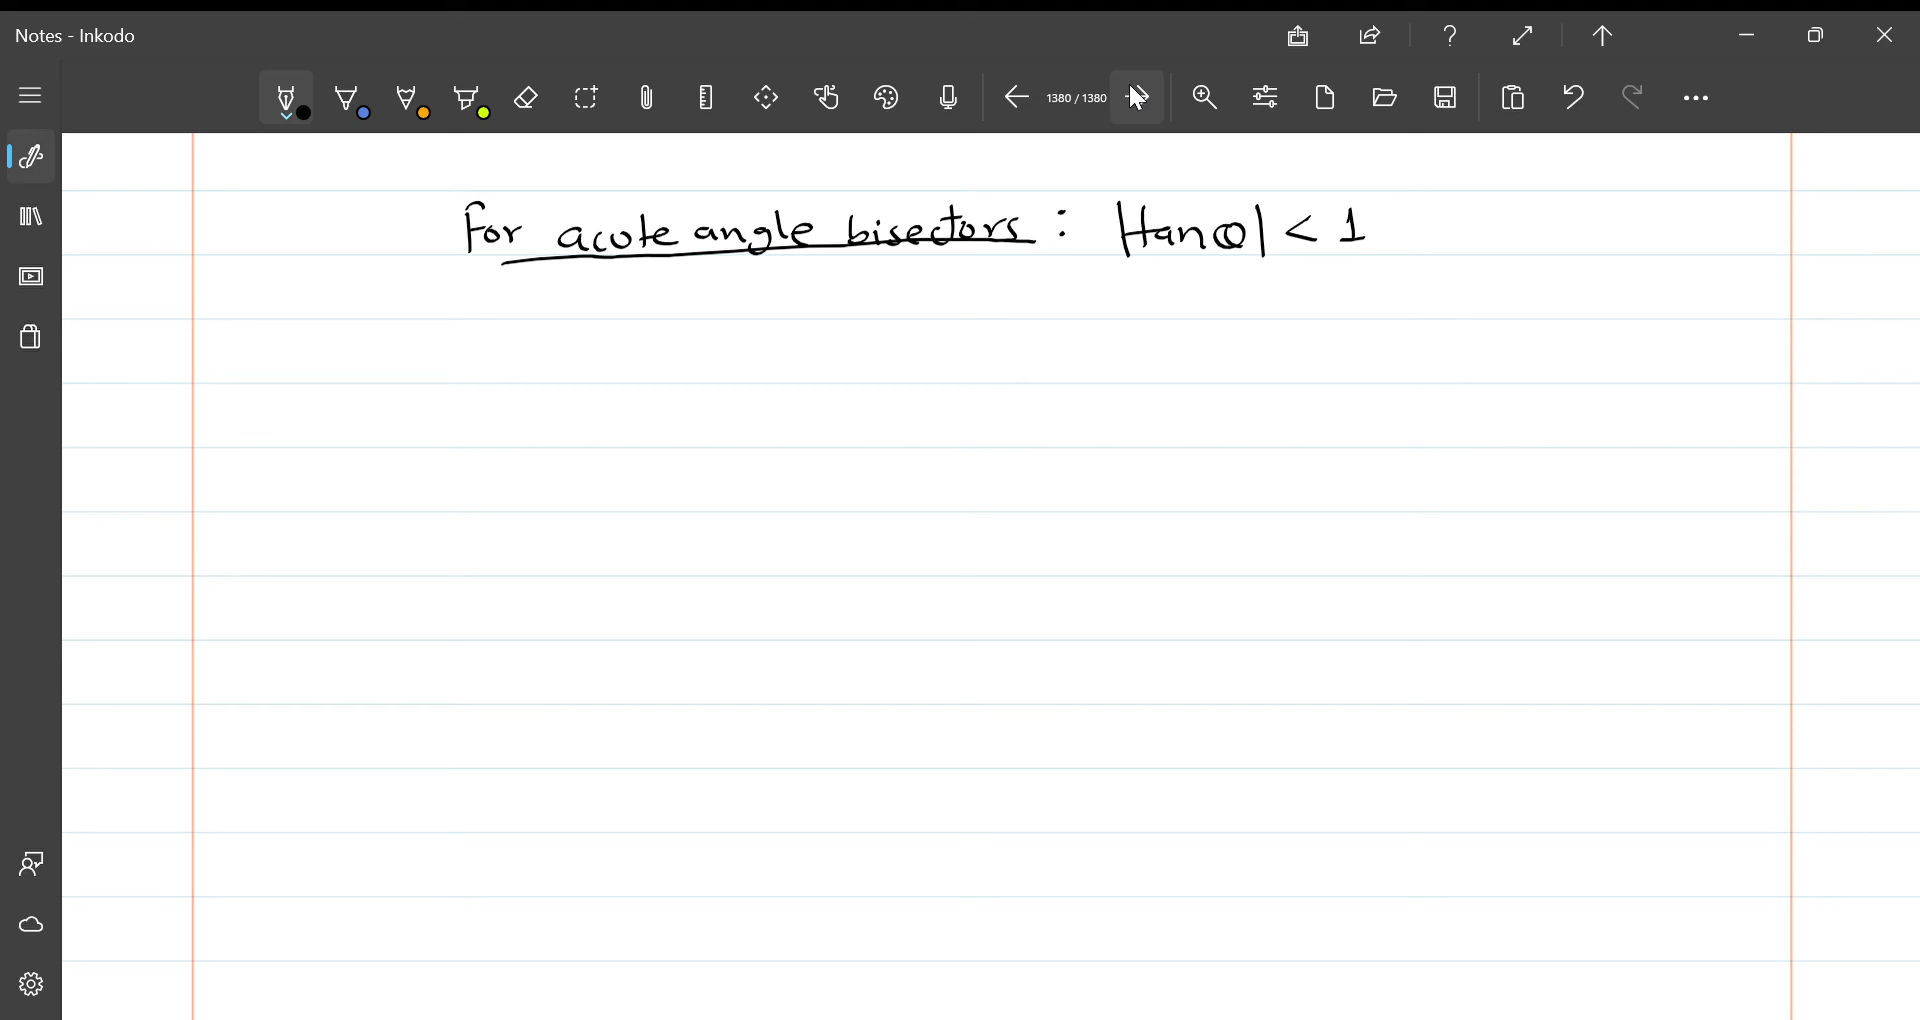 Notes - Inkodo
1380 / 1380
For acute angle bisectors : |tanθ| < 1